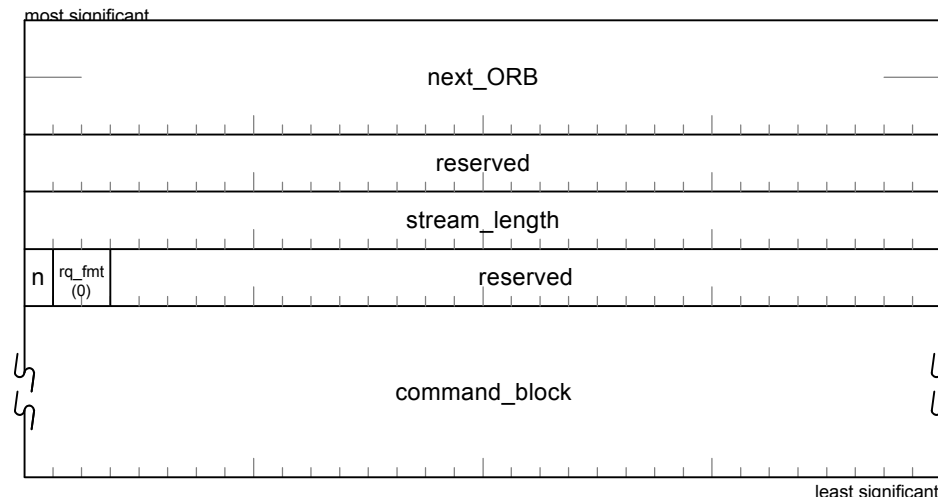 most significant
next_ORB
reserved
stream_length
n rq_fmt reserved
(0)
command_block
least significant